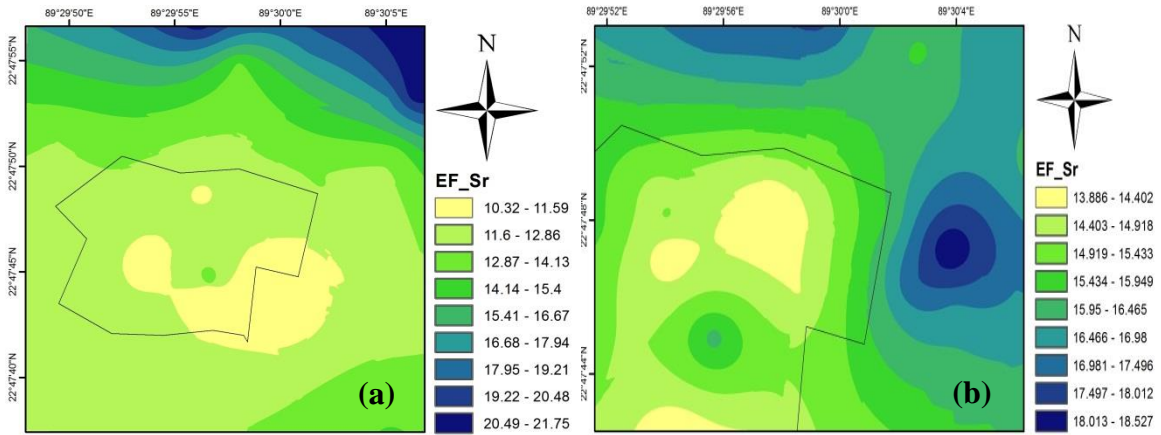 89°29'50"E 89°29'55"E 89°30'0"E 89°30'5"E
22°47'55"N
22°47'50"N
22°47'45"N
22°47'40"N
N
EF_Sr
10.32 - 11.59
11.6 - 12.86
12.87 - 14.13
14.14 - 15.4
15.41 - 16.67
16.68 - 17.94
17.95 - 19.21
19.22 - 20.48
20.49 - 21.75
(a)
89°29'52"E 89°29'56"E 89°30'0"E 89°30'4"E
22°47'52"N
22°47'48"N
22°47'44"N
N
EF_Sr
13.886 - 14.402
14.403 - 14.918
14.919 - 15.433
15.434 - 15.949
15.95 - 16.465
16.466 - 16.98
16.981 - 17.496
17.497 - 18.012
18.013 - 18.527
(b)